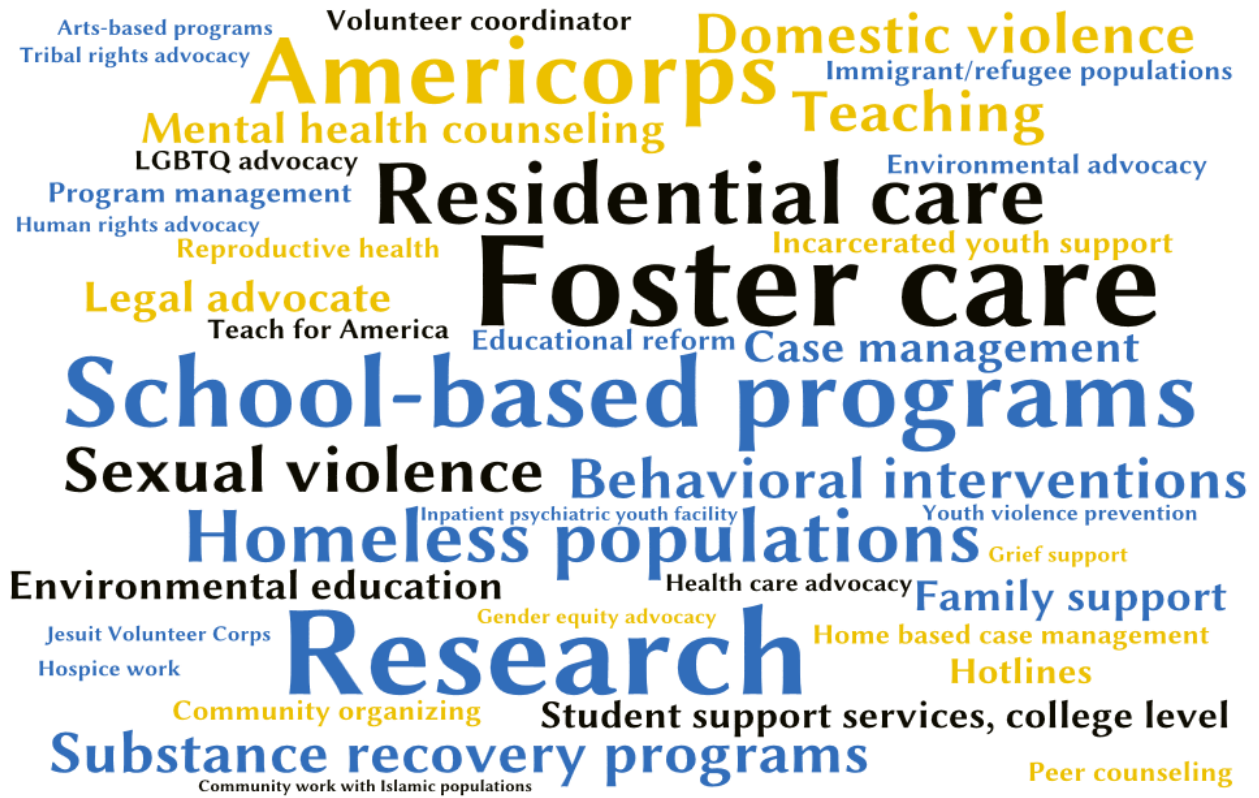 Arts-based programs
Volunteer coordinator
Domestic violence
Tribal rights advocacy
Americorps
Immigrant/refugee populations
Mental health counseling
Teaching
LGBTQ advocacy
Environmental advocacy
Program management
Residential care
Human rights advocacy
Reproductive health
Incarcerated youth support
Foster care
Legal advocate
Teach for America
Educational reform
Case management
School-based programs
Sexual violence
Behavioral interventions
Inpatient psychiatric youth facility
Youth violence prevention
Homeless populations
Grief support
Environmental education
Health care advocacy
Family support
Gender equity advocacy
Jesuit Volunteer Corps
Research
Home based case management
Hospice work
Hotlines
Community organizing
Student support services, college level
Substance recovery programs
Peer counseling
Community work with Islamic populations